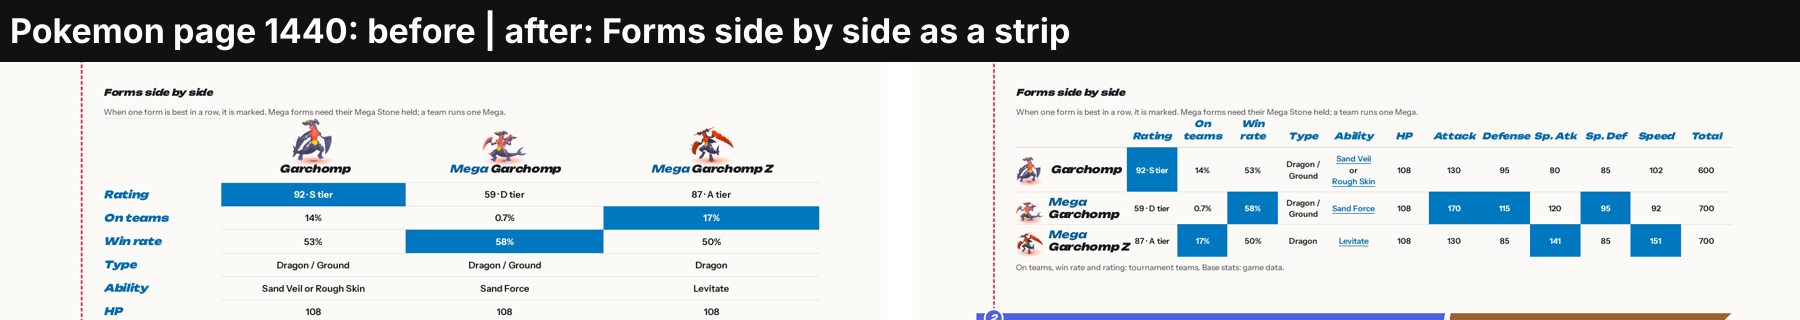 Pokemon page 1440: before | after: Forms side by side as a strip
Forms side by side
When one form is best in a row, it is marked. Mega forms need their Mega Stone held; a team runs one Mega.
Garchomp Mega Garchomp Mega Garchomp Z
Rating 92 · S tier 59 · D tier 87 · A tier
On teams 14% 0.7% 17%
Win rate 53% 58% 50%
Type Dragon / Ground Dragon / Ground Dragon
Ability Sand Veil or Rough Skin Sand Force Levitate
HP 108 108 108
Forms side by side
When one form is best in a row, it is marked. Mega forms need their Mega Stone held; a team runs one Mega.
Rating On teams Win rate Type Ability HP Attack Defense Sp. Atk Sp. Def Speed Total
Garchomp 92 · S tier 14% 53% Dragon / Ground Sand Veil or Rough Skin 108 130 95 80 85 102 600
Mega Garchomp 59 · D tier 0.7% 58% Dragon / Ground Sand Force 108 170 115 120 95 92 700
Mega Garchomp Z 87 · A tier 17% 50% Dragon Levitate 108 130 85 141 85 151 700
On teams, win rate and rating: tournament teams. Base stats: game data.